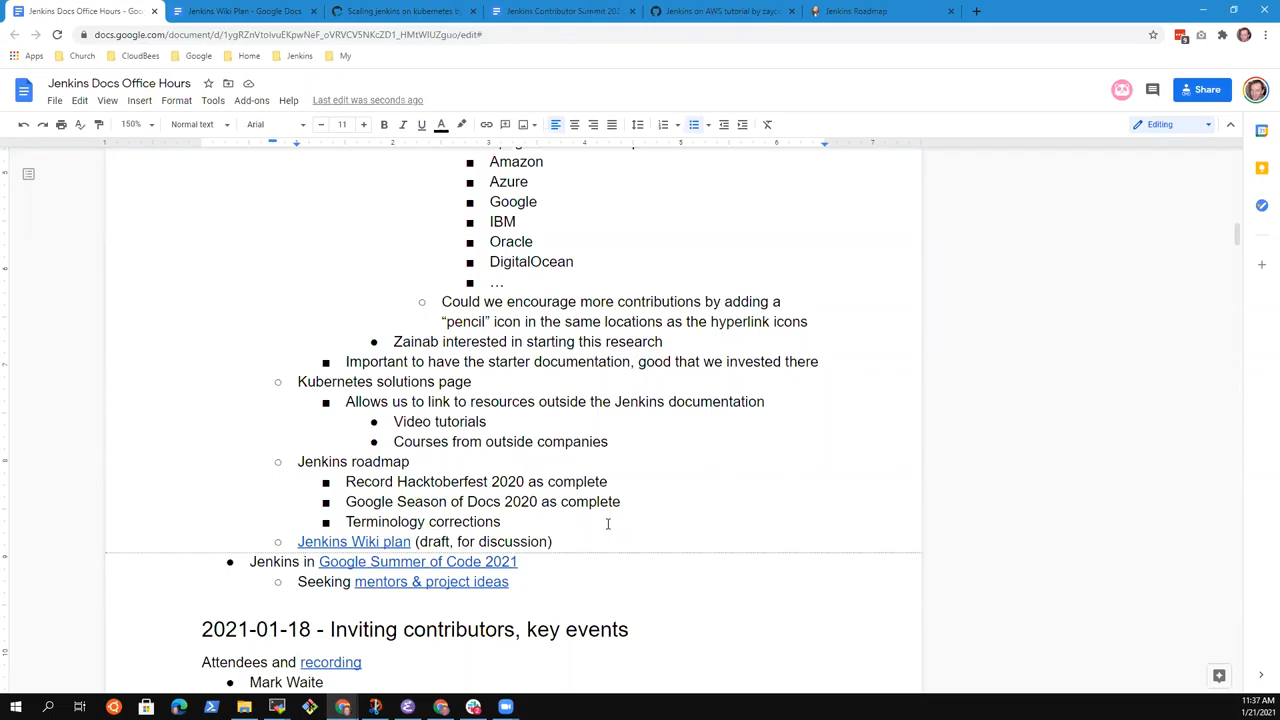 Jenkins Docs Office Hours - Goo
Jenkins Wiki Plan - Google Docs
Scaling jenkins on kubernetes b
Jenkins Contributor Summit 202
Jenkins on AWS tutorial by zayc
Jenkins Roadmap
docs.google.com/document/d/1ygRZnVtoIvuEKpwNeF_oVRVCV5NKcZD1_HMtWIUZguo/edit#
Apps
Church
CloudBees
Google
Home
Jenkins
My
Jenkins Docs Office Hours
File Edit View Insert Format Tools Add-ons Help Last edit was seconds ago
Share
150% Normal text Arial 11 Editing
1 1 2 3 4 5 6 7
Amazon
Azure
Google
IBM
Oracle
DigitalOcean
…
Could we encourage more contributions by adding a
“pencil” icon in the same locations as the hyperlink icons
Zainab interested in starting this research
Important to have the starter documentation, good that we invested there
Kubernetes solutions page
Allows us to link to resources outside the Jenkins documentation
Video tutorials
Courses from outside companies
Jenkins roadmap
Record Hacktoberfest 2020 as complete
Google Season of Docs 2020 as complete
Terminology corrections
Jenkins Wiki plan (draft, for discussion)
Jenkins in Google Summer of Code 2021
Seeking mentors & project ideas
2021-01-18 - Inviting contributors, key events
Attendees and recording
Mark Waite
11:37 AM
1/21/2021